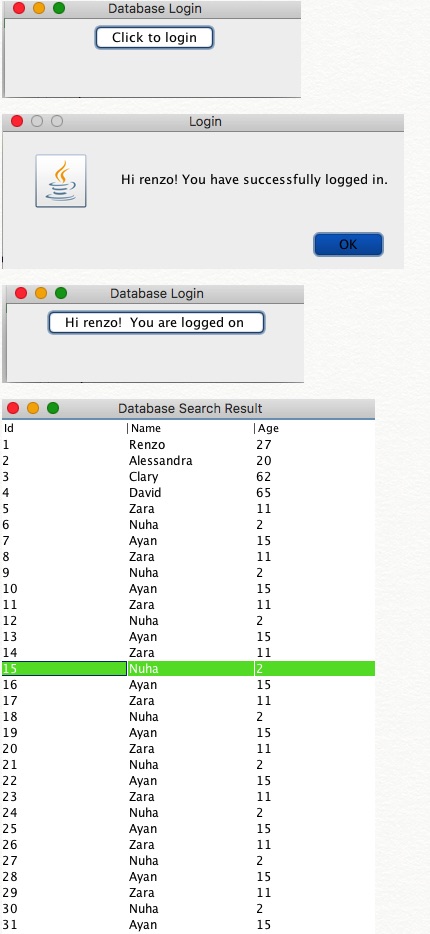 Database Login
Click to login
Login
Hi renzo! You have successfully logged in.
OK
Database Login
Hi renzo!  You are logged on
Database Search Result
Id Name Age
1 Renzo 27
2 Alessandra 20
3 Clary 62
4 David 65
5 Zara 11
6 Nuha 2
7 Ayan 15
8 Zara 11
9 Nuha 2
10 Ayan 15
11 Zara 11
12 Nuha 2
13 Ayan 15
14 Zara 11
15 Nuha 2
16 Ayan 15
17 Zara 11
18 Nuha 2
19 Ayan 15
20 Zara 11
21 Nuha 2
22 Ayan 15
23 Zara 11
24 Nuha 2
25 Ayan 15
26 Zara 11
27 Nuha 2
28 Ayan 15
29 Zara 11
30 Nuha 2
31 Ayan 15